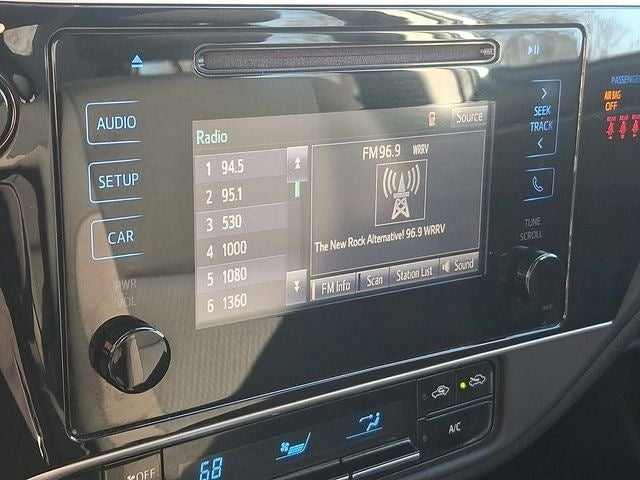 PASSENGER
AIR BAG
OFF
AUDIO
SETUP
CAR
PWR
VOL
Radio
Source
1 94.5
2 95.1
3 530
4 1000
5 1080
6 1360
FM 96.9 WRRV
The New Rock Alternative! 96.9 WRRV
FM Info
Scan
Station List
Sound
SEEK
TRACK
TUNE
SCROLL
A/C
OFF
68